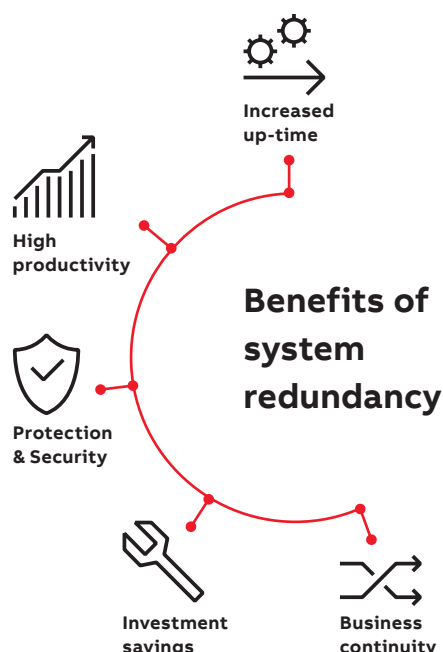 Increased
up-time
High
productivity
Benefits of
system
redundancy
Protection
& Security
Investment
savings
Business
continuity